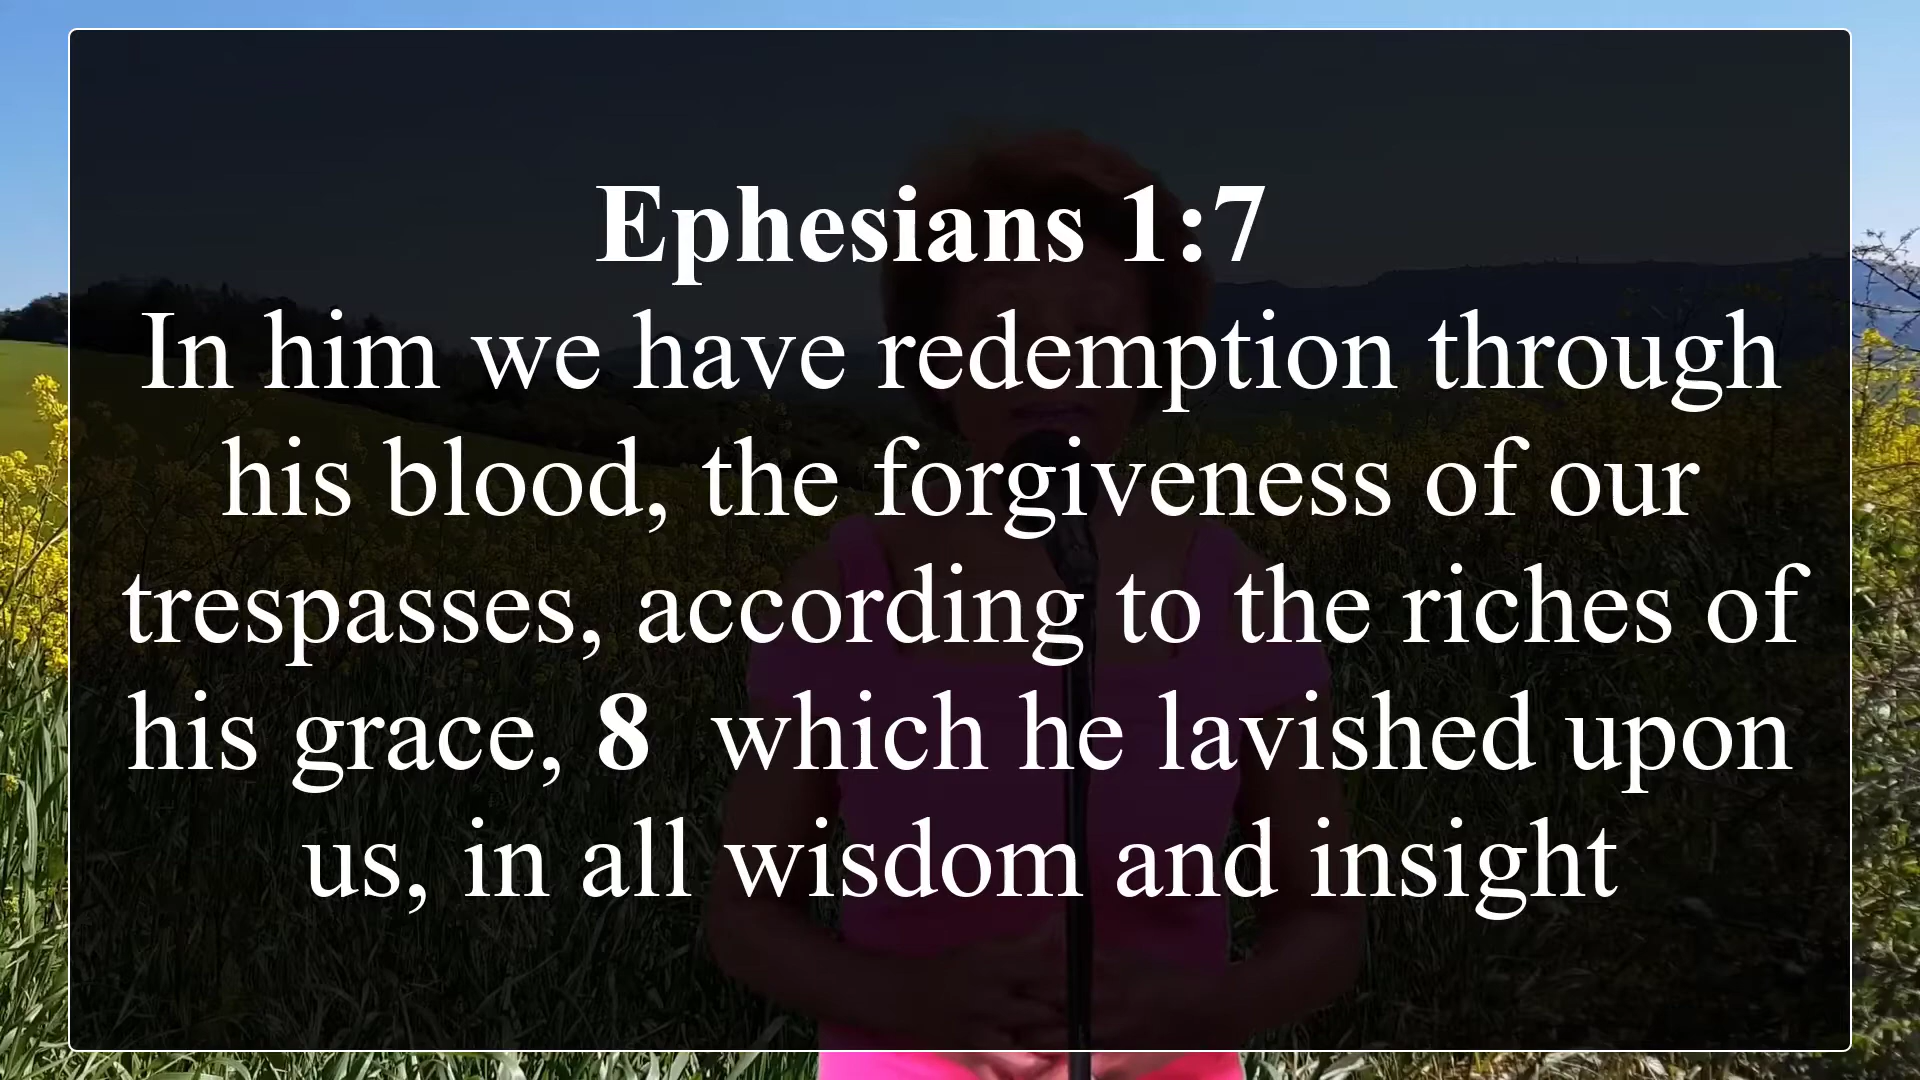 Ephesians 1:7
In him we have redemption through
his blood, the forgiveness of our
trespasses, according to the riches of
his grace, 8  which he lavished upon
us, in all wisdom and insight